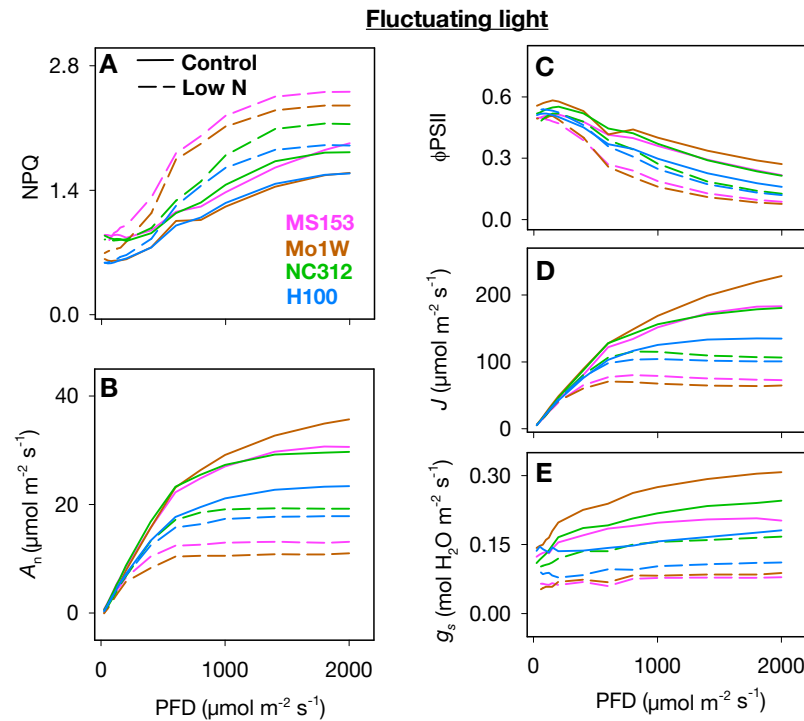 Fluctuating light
A
Control
Low N
2.8
1.4
0.0
NPQ
MS153
Mo1W
NC312
H100
B
40
20
0
Aₙ (µmol m⁻² s⁻¹)
0
1000
2000
PFD (µmol m⁻² s⁻¹)
C
0.6
0.3
0.0
ϕPSII
D
200
100
0
J (µmol m⁻² s⁻¹)
E
0.30
0.15
0.00
gₛ (mol H₂O m⁻² s⁻¹)
0
1000
2000
PFD (µmol m⁻² s⁻¹)